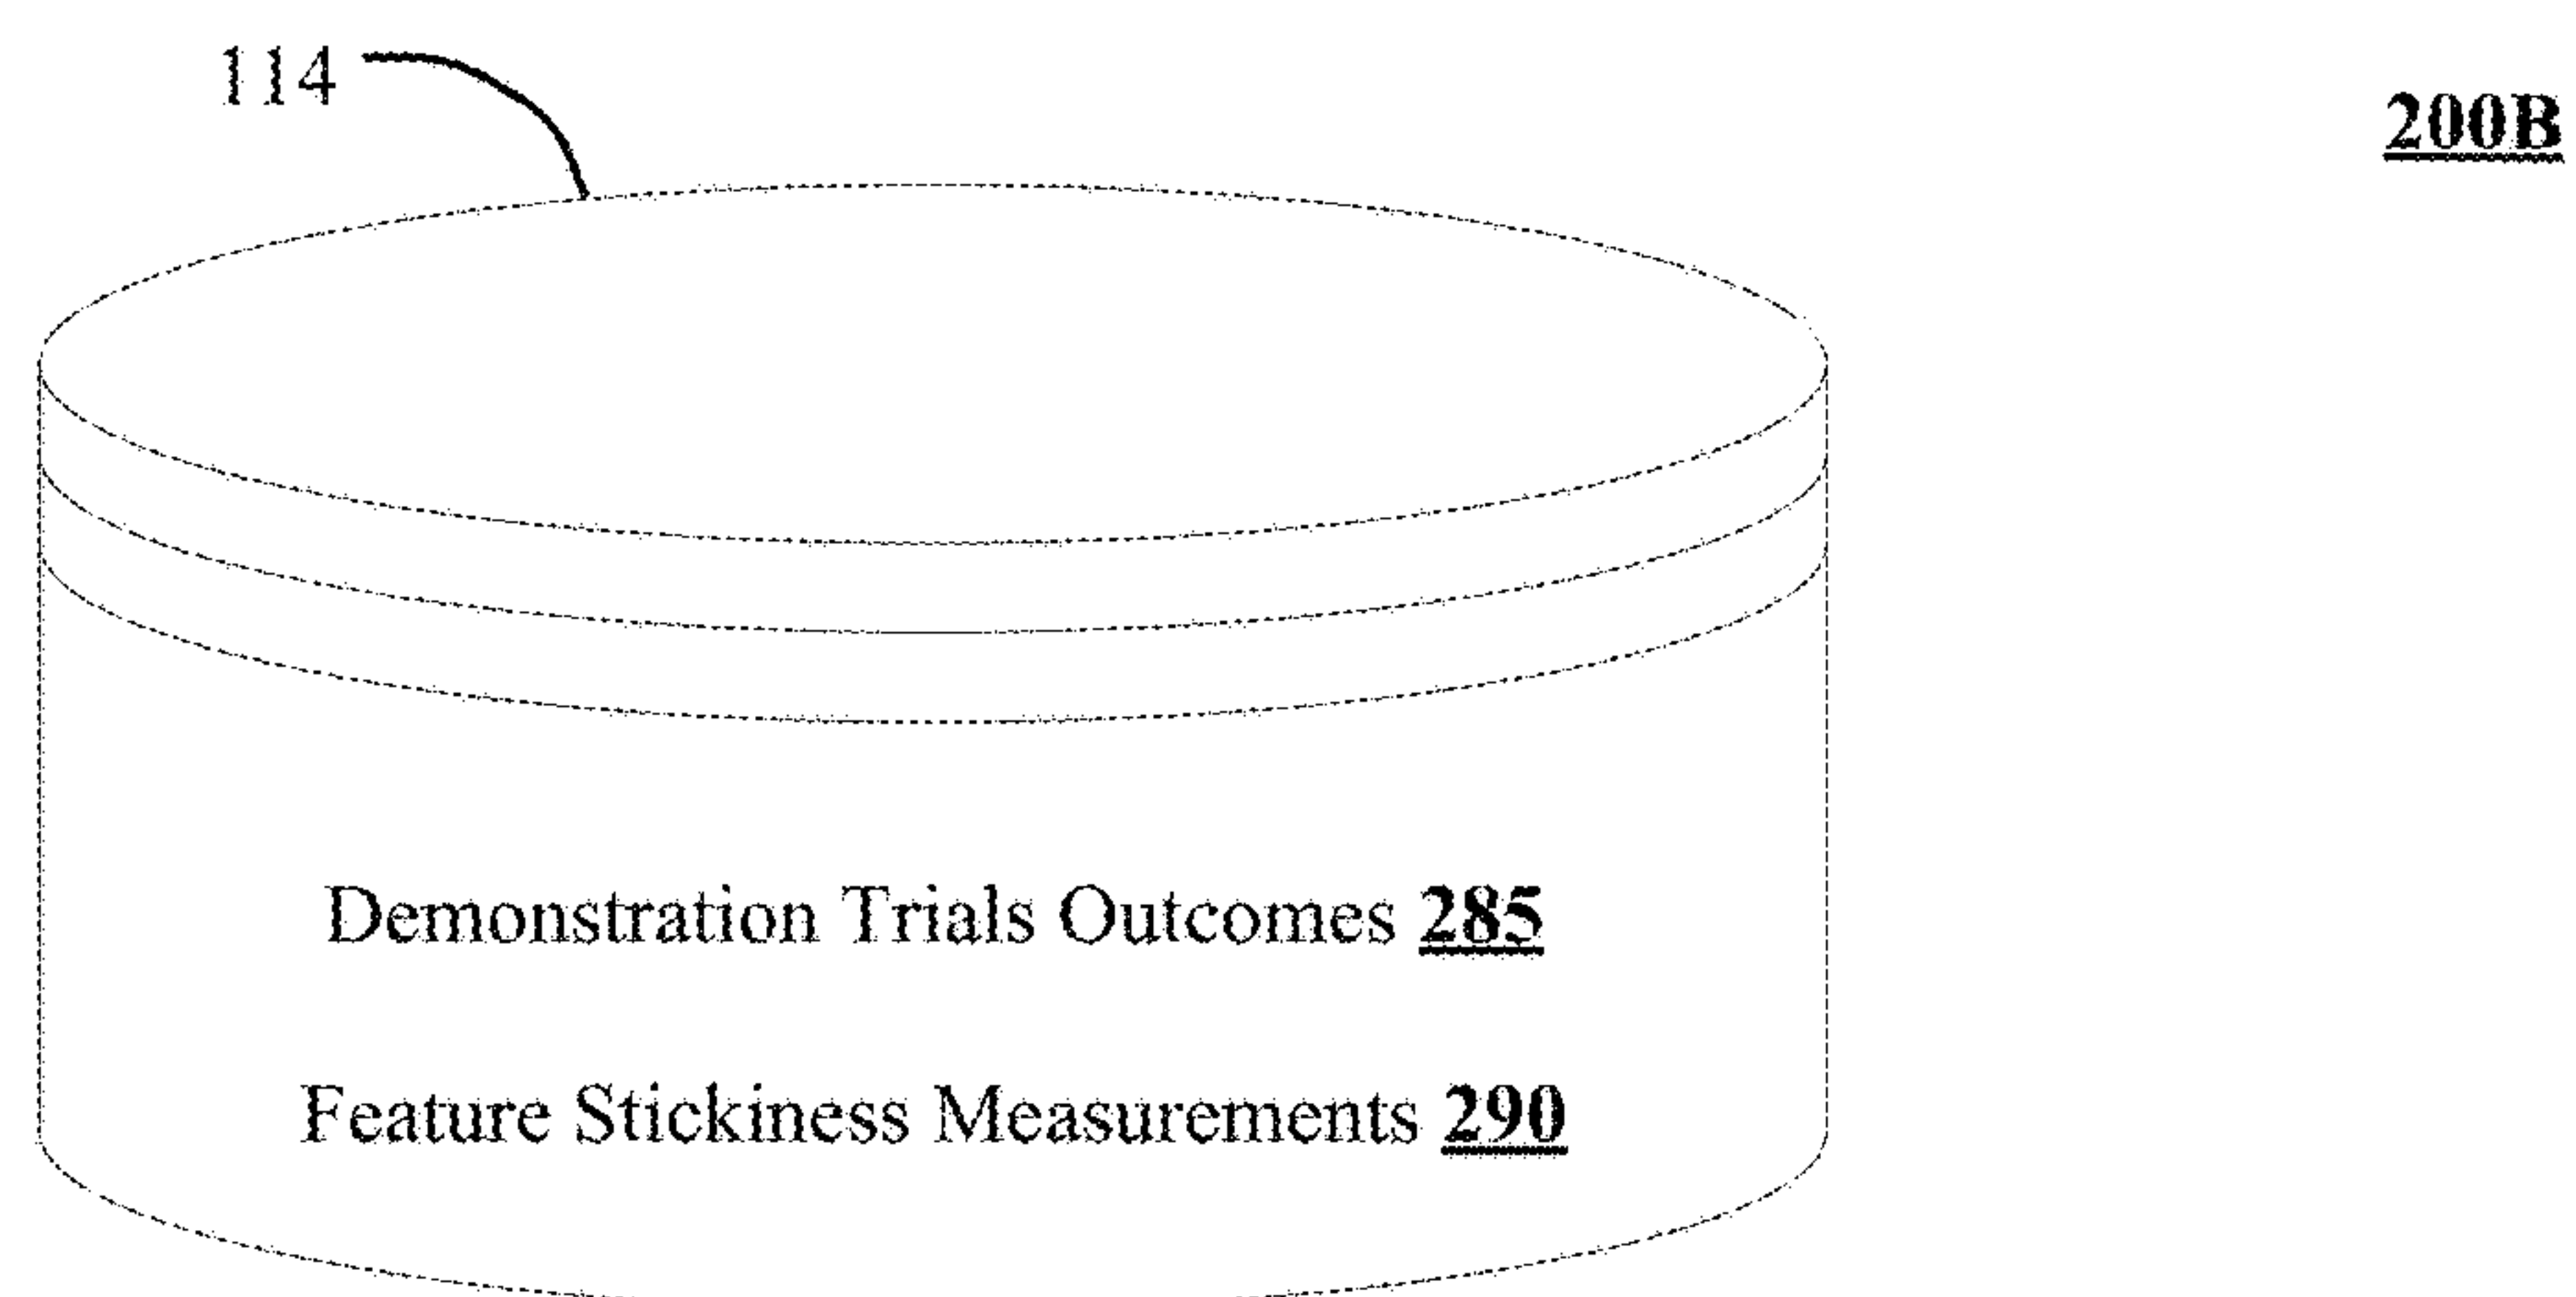 114
200B
Demonstration Trials Outcomes 285
Feature Stickiness Measurements 290